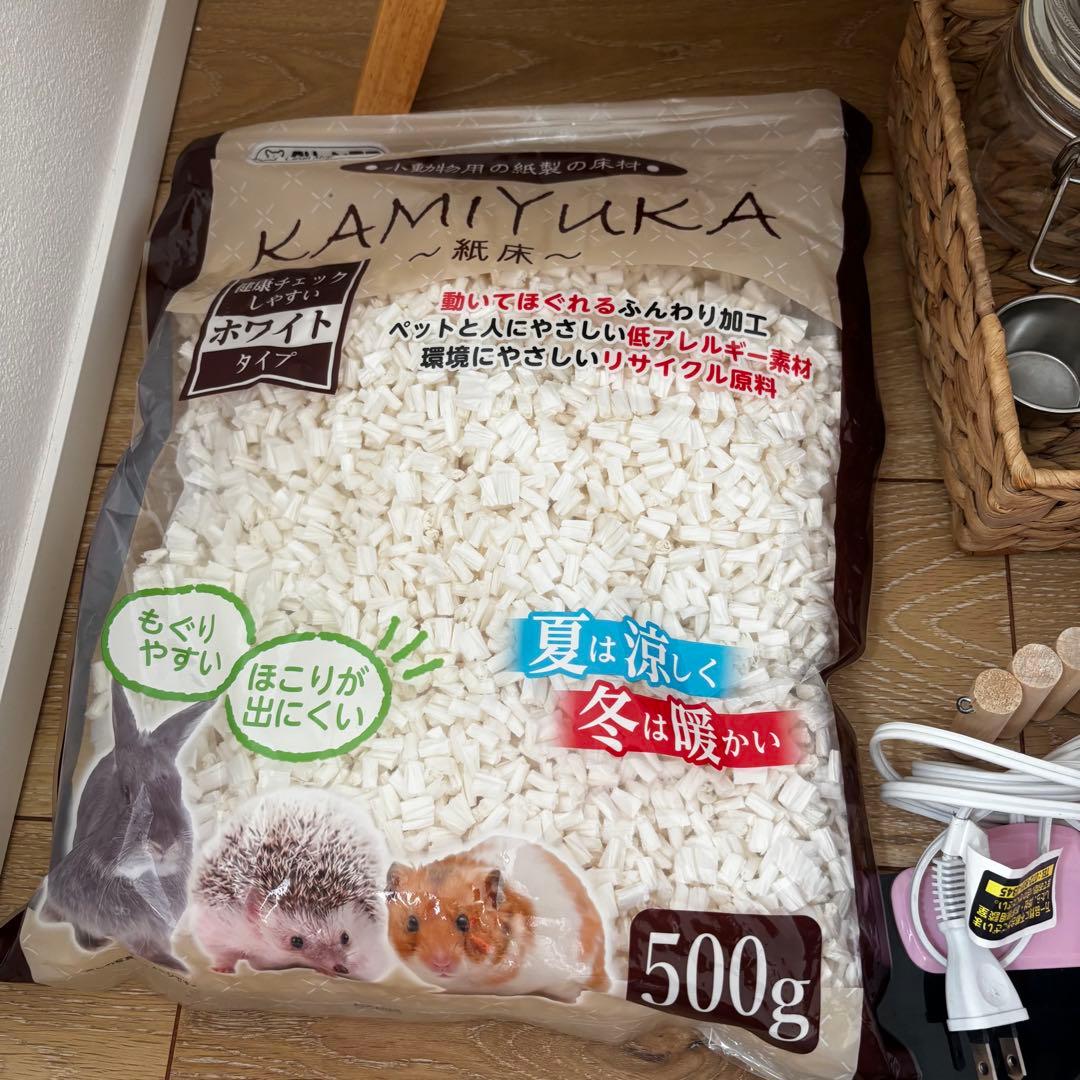 小動物用の紙製の床材
KAMIYUKA
～紙床～
健康チェック
しやすい
ホワイト
タイプ
動いてほぐれるふんわり加工
ペットと人にやさしい低アレルギー素材
環境にやさしいリサイクル原料
もぐり
やすい
ほこりが
出にくい
夏は涼しく
冬は暖かい
500g